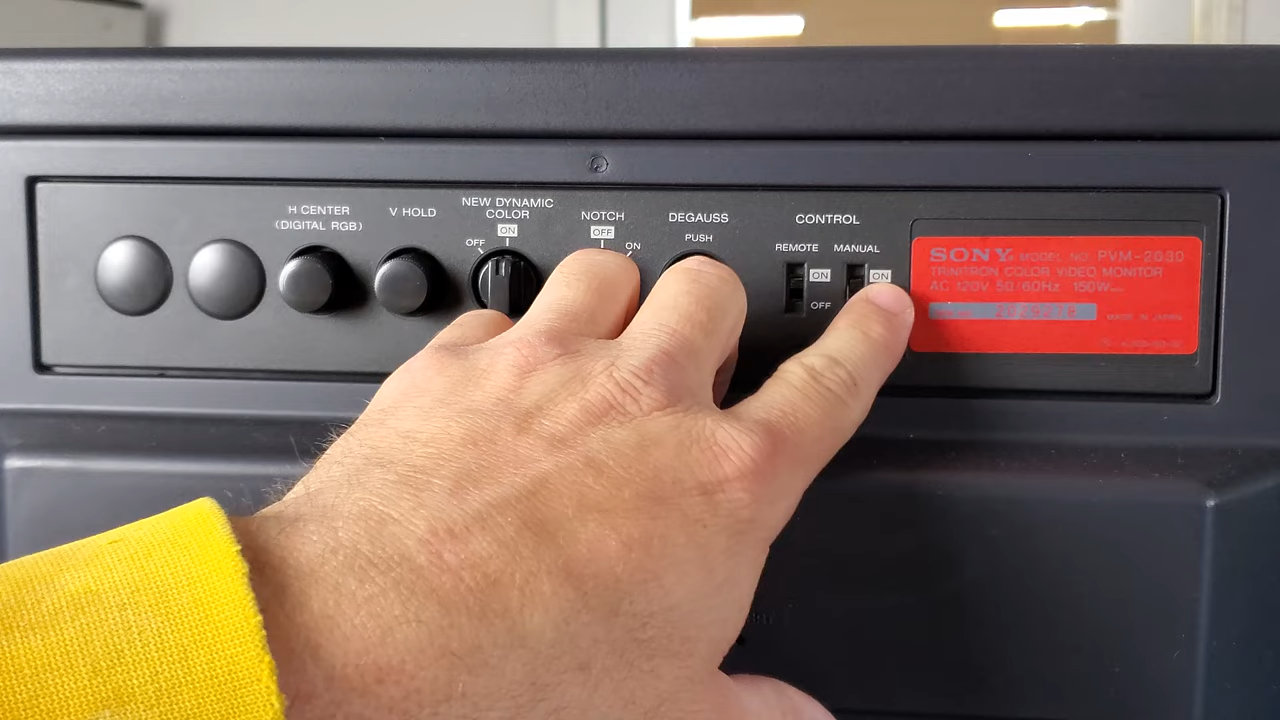 H CENTER
(DIGITAL RGB)
V HOLD
NEW DYNAMIC
COLOR
OFF
ON
NOTCH
OFF
ON
DEGAUSS
PUSH
CONTROL
REMOTE
MANUAL
ON
OFF
ON
SONY MODEL NO. PVM-2030
TRINITRON COLOR VIDEO MONITOR
AC 120V 50/60Hz 150W
MADE IN JAPAN